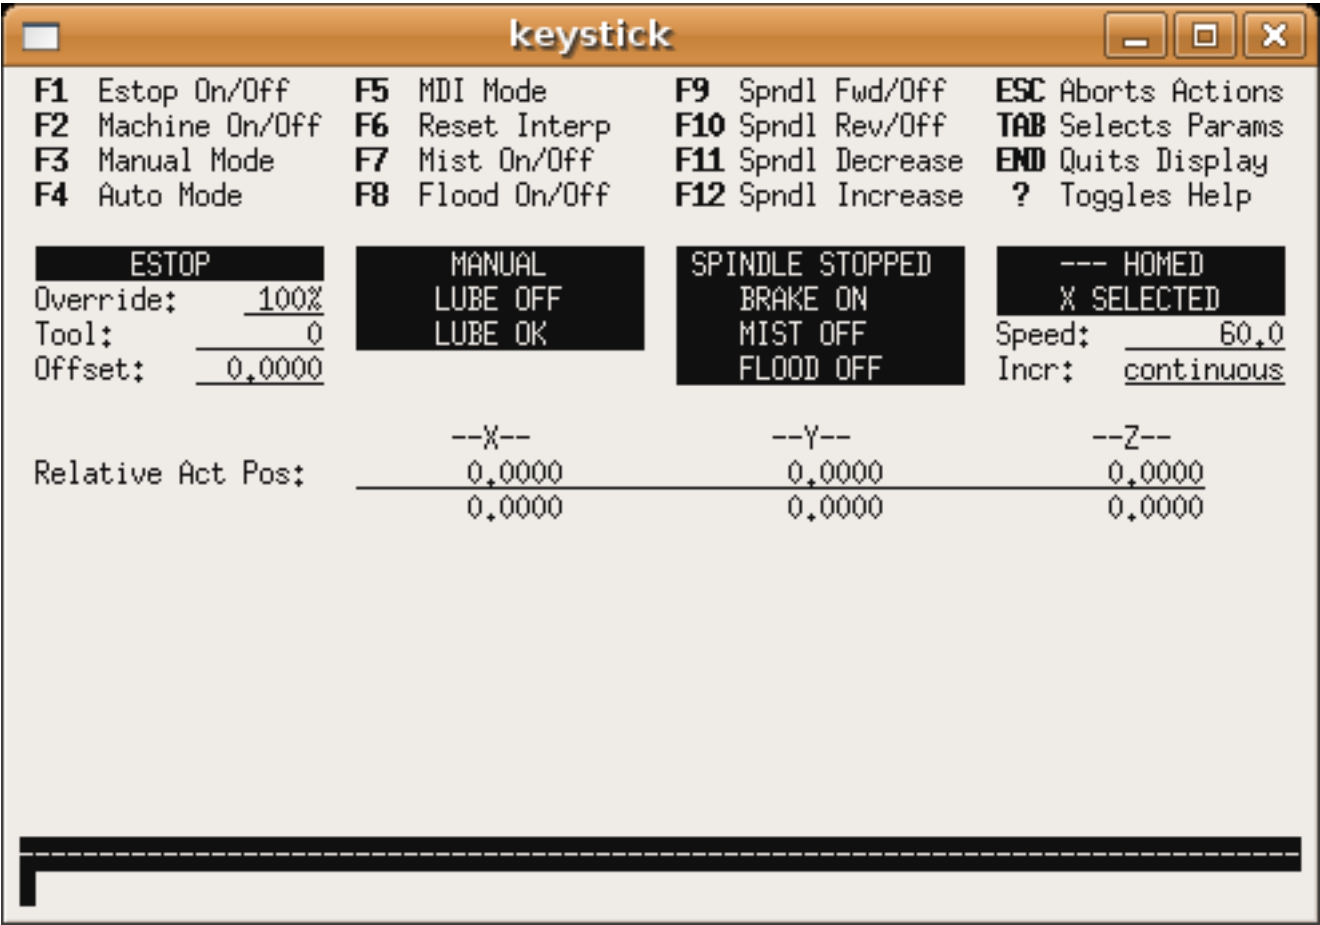 keystick
F1 Estop On/Off F5 MDI Mode F9 Spndl Fwd/Off ESC Aborts Actions
F2 Machine On/Off F6 Reset Interp F10 Spndl Rev/Off TAB Selects Params
F3 Manual Mode F7 Mist On/Off F11 Spndl Decrease END Quits Display
F4 Auto Mode F8 Flood On/Off F12 Spndl Increase ? Toggles Help
ESTOP MANUAL SPINDLE STOPPED --- HOMED
Override: 100% LUBE OFF BRAKE ON X SELECTED
Tool: 0 LUBE OK MIST OFF Speed: 60.0
Offset: 0.0000 FLOOD OFF Incr: continuous
--X-- --Y-- --Z--
Relative Act Pos: 0.0000 0.0000 0.0000
0.0000 0.0000 0.0000